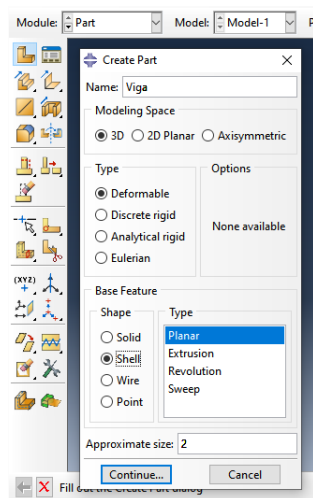 Module: Part Model: Model-1
Create Part
Name: Viga
Modeling Space
3D 2D Planar Axisymmetric
Type Options
Deformable
Discrete rigid
Analytical rigid
Eulerian
None available
Base Feature
Shape Type
Solid
Shell
Wire
Point
Planar
Extrusion
Revolution
Sweep
Approximate size: 2
Continue... Cancel
(XYZ)
Fill out the Create Part dialog